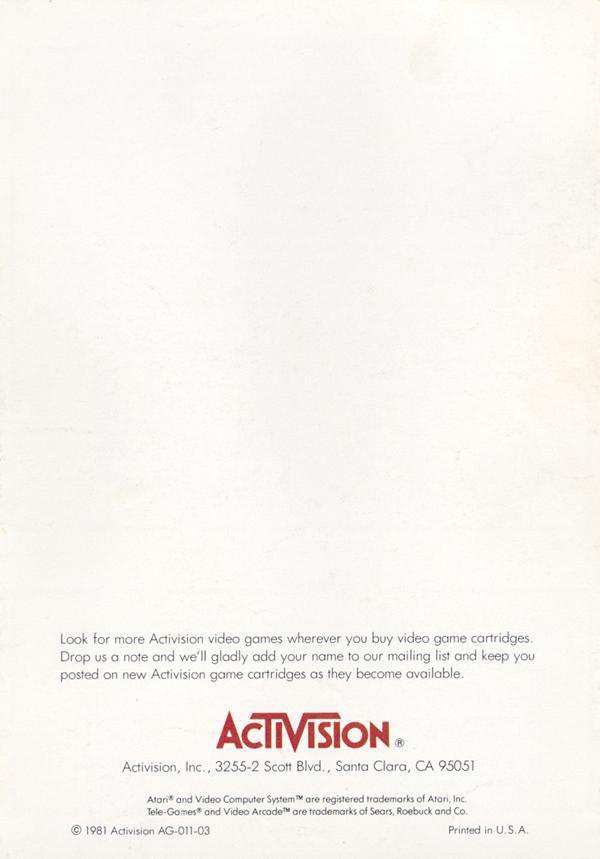 Look for more Activision video games wherever you buy video game cartridges.
Drop us a note and we'll gladly add your name to our mailing list and keep you
posted on new Activision game cartridges as they become available.
ACTIVISION®
Activision, Inc., 3255-2 Scott Blvd., Santa Clara, CA 95051
Atari® and Video Computer System™ are registered trademarks of Atari, Inc.
Tele-Games® and Video Arcade™ are trademarks of Sears, Roebuck and Co.
© 1981 Activision AG-011-03 Printed in U.S.A.